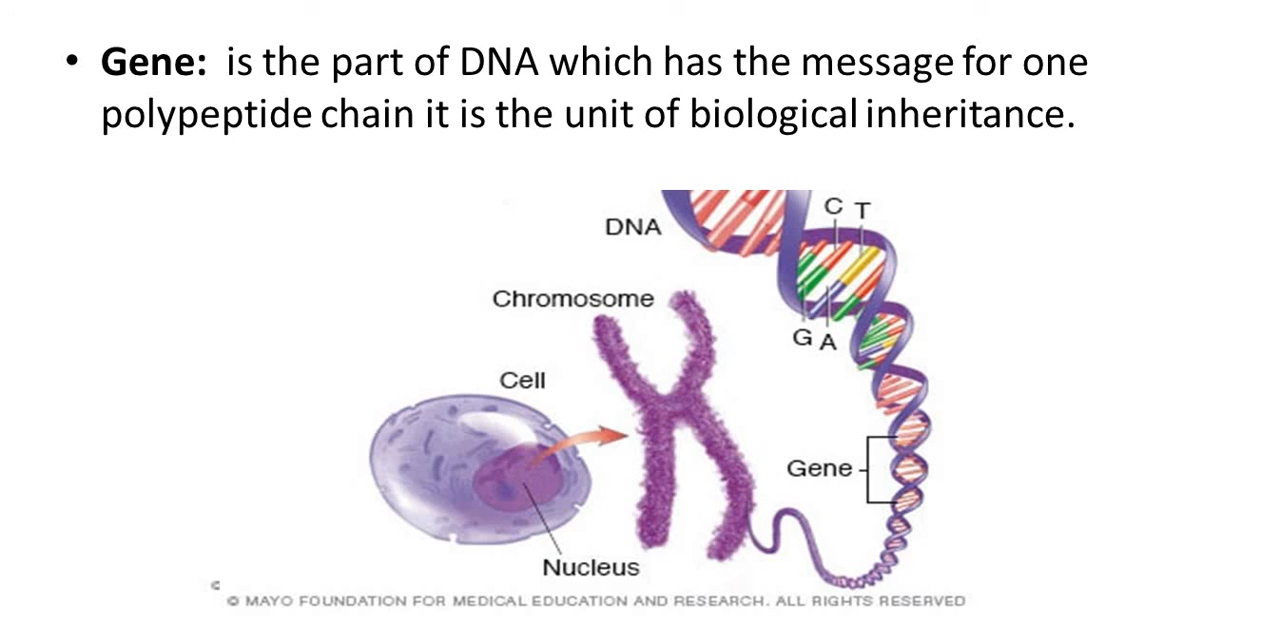 • Gene: is the part of DNA which has the message for one
polypeptide chain it is the unit of biological inheritance.
C T
DNA
Chromosome
G A
Cell
Gene
Nucleus
c
© MAYO FOUNDATION FOR MEDICAL EDUCATION AND RESEARCH. ALL RIGHTS RESERVED